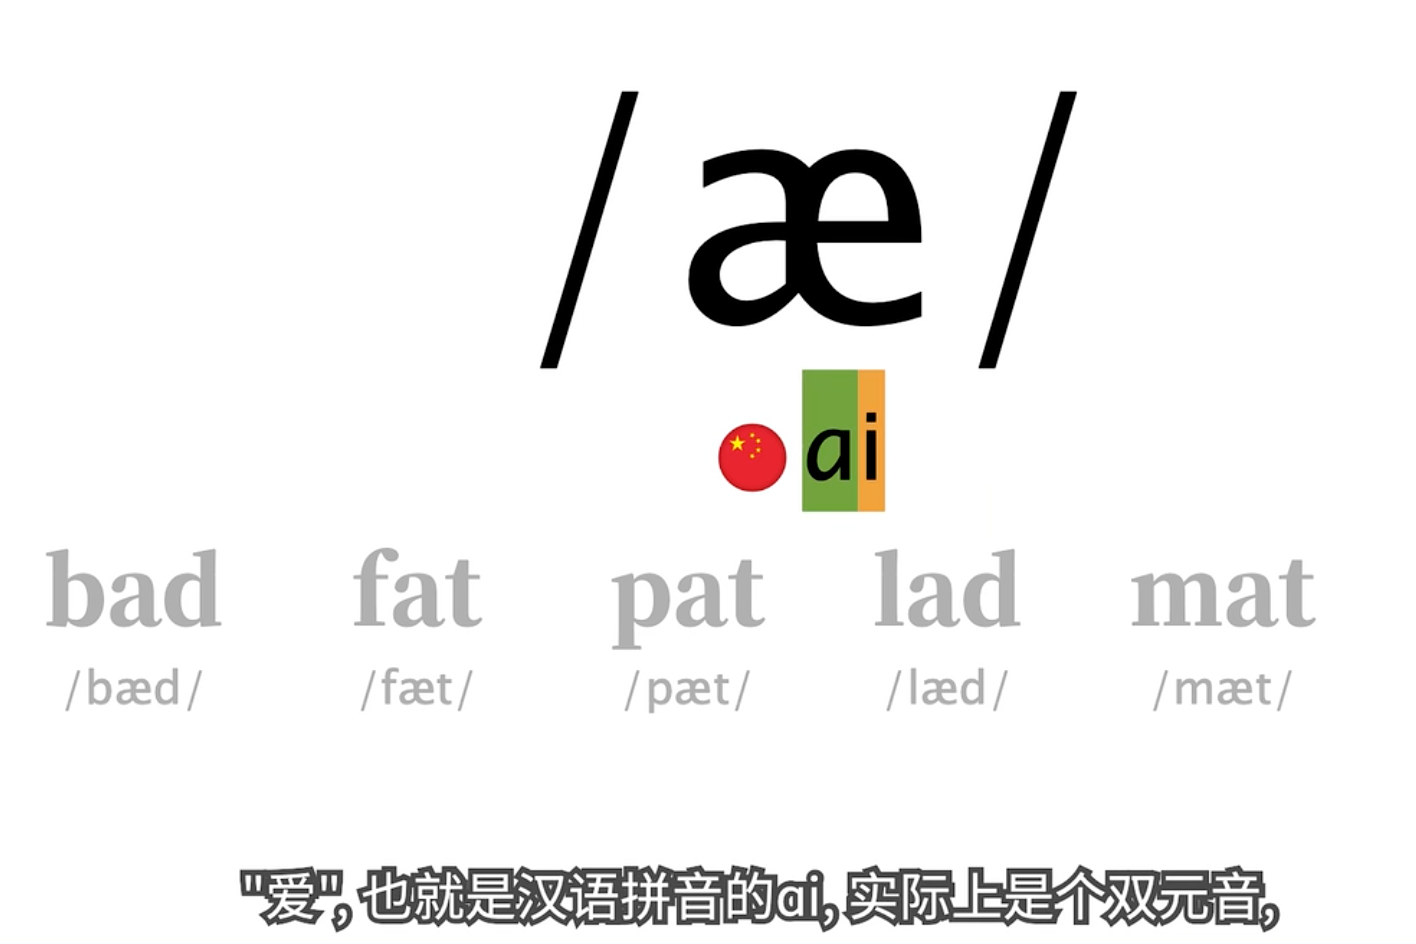 /æ/
ai
bad fat pat lad mat
/bæd/ /fæt/ /pæt/ /læd/ /mæt/
"爱", 也就是汉语拼音的ai, 实际上是个双元音,